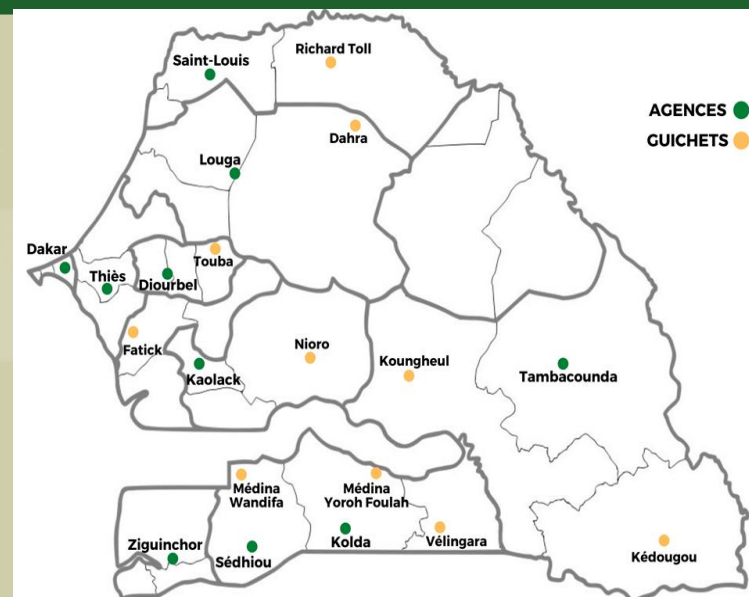 Richard Toll
Saint-Louis
AGENCES
GUICHETS
Dahra
Louga
Dakar
Touba
Thiès
Diourbel
Nioro
Fatick
Koungheul
Kaolack
Tambacounda
Médina
Wandifa
Médina
Yoroh Foulah
Ziguinchor
Kolda
Vélingara
Sédhiou
Kédougou